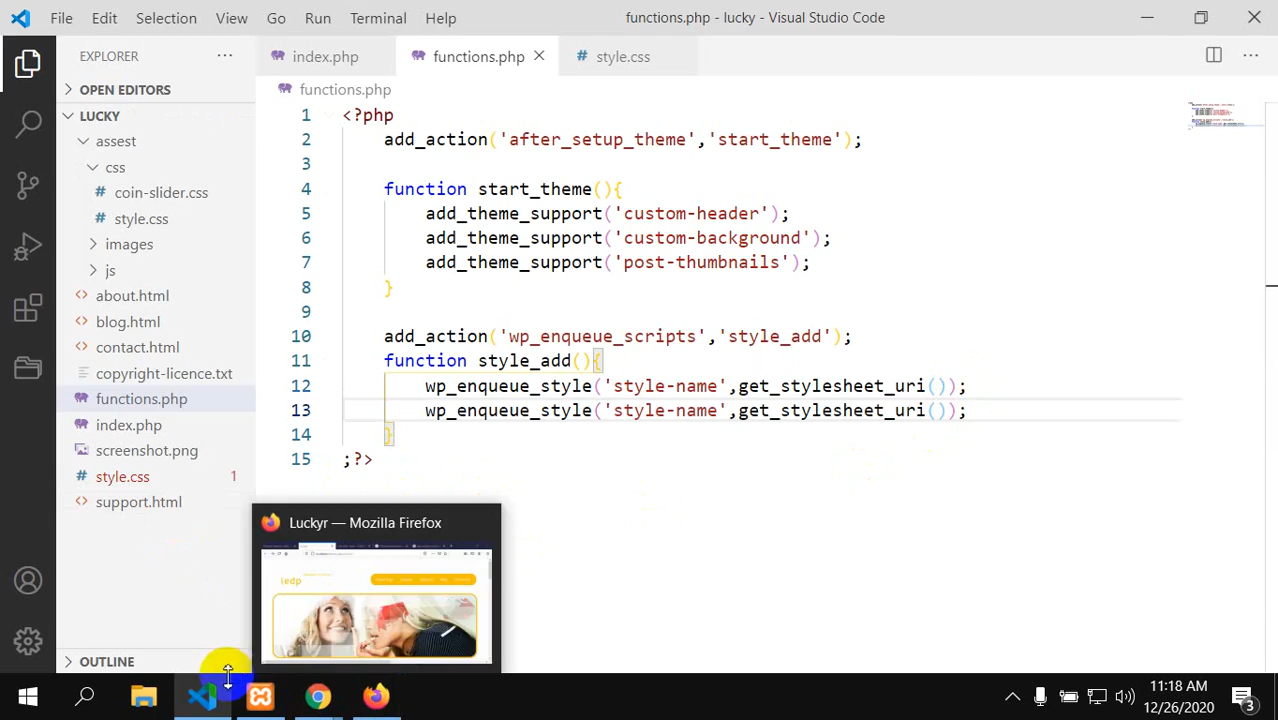 File Edit Selection View Go Run Terminal Help
functions.php - lucky - Visual Studio Code
EXPLORER
index.php
functions.php
style.css
OPEN EDITORS
functions.php
LUCKY
assest
css
coin-slider.css
style.css
images
js
about.html
blog.html
contact.html
copyright-licence.txt
functions.php
index.php
screenshot.png
style.css 1
support.html
OUTLINE
1 <?php
2 add_action('after_setup_theme','start_theme');
3
4 function start_theme(){
5 add_theme_support('custom-header');
6 add_theme_support('custom-background');
7 add_theme_support('post-thumbnails');
8 }
9
10 add_action('wp_enqueue_scripts','style_add');
11 function style_add(){
12 wp_enqueue_style('style-name',get_stylesheet_uri());
13 wp_enqueue_style('style-name',get_stylesheet_uri());
14 }
15 ;?>
Luckyr — Mozilla Firefox
iedp
11:18 AM
12/26/2020
3